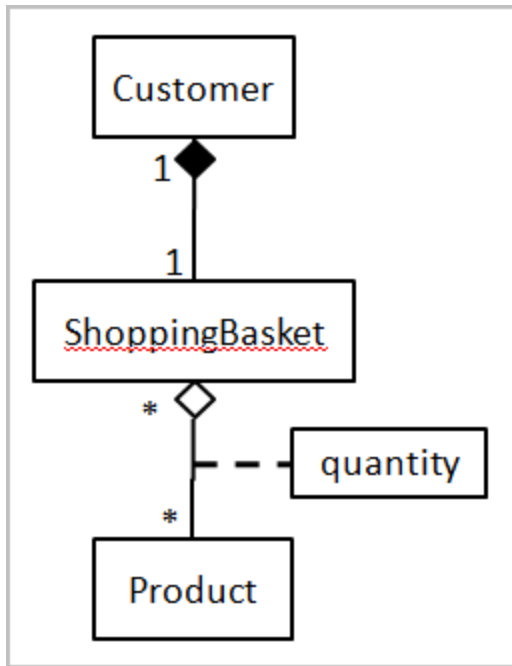 Customer
1
1
ShoppingBasket
*
quantity
*
Product